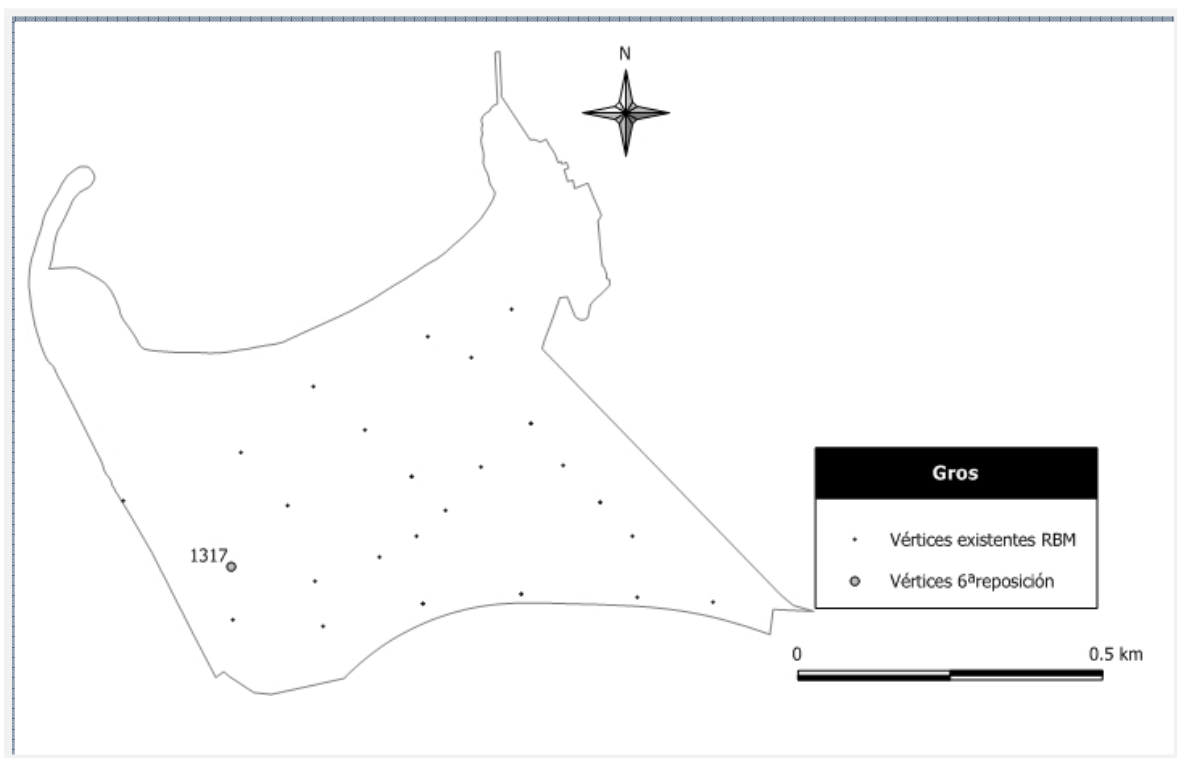 N
1317
Gros
Vértices existentes RBM
Vértices 6ªreposición
0 0.5 km